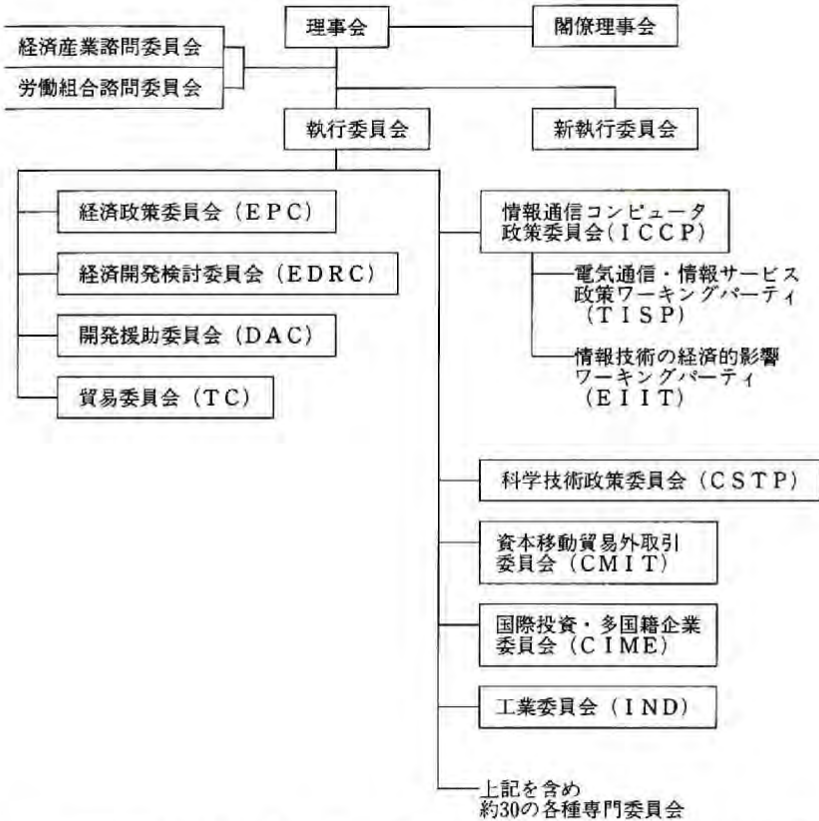 理事会
閣僚理事会
経済産業諮問委員会
労働組合諮問委員会
執行委員会
新執行委員会
経済政策委員会（ＥＰＣ）
経済開発検討委員会（ＥＤＲＣ）
開発援助委員会（ＤＡＣ）
貿易委員会（ＴＣ）
情報通信コンピュータ
政策委員会（ＩＣＣＰ）
電気通信・情報サービス
政策ワーキングパーティ
（ＴＩＳＰ）
情報技術の経済的影響
ワーキングパーティ
（ＥＩＩＴ）
科学技術政策委員会（ＣＳＴＰ）
資本移動貿易外取引
委員会（ＣＭＩＴ）
国際投資・多国籍企業
委員会（ＣＩＭＥ）
工業委員会（ＩＮＤ）
上記を含め
約30の各種専門委員会